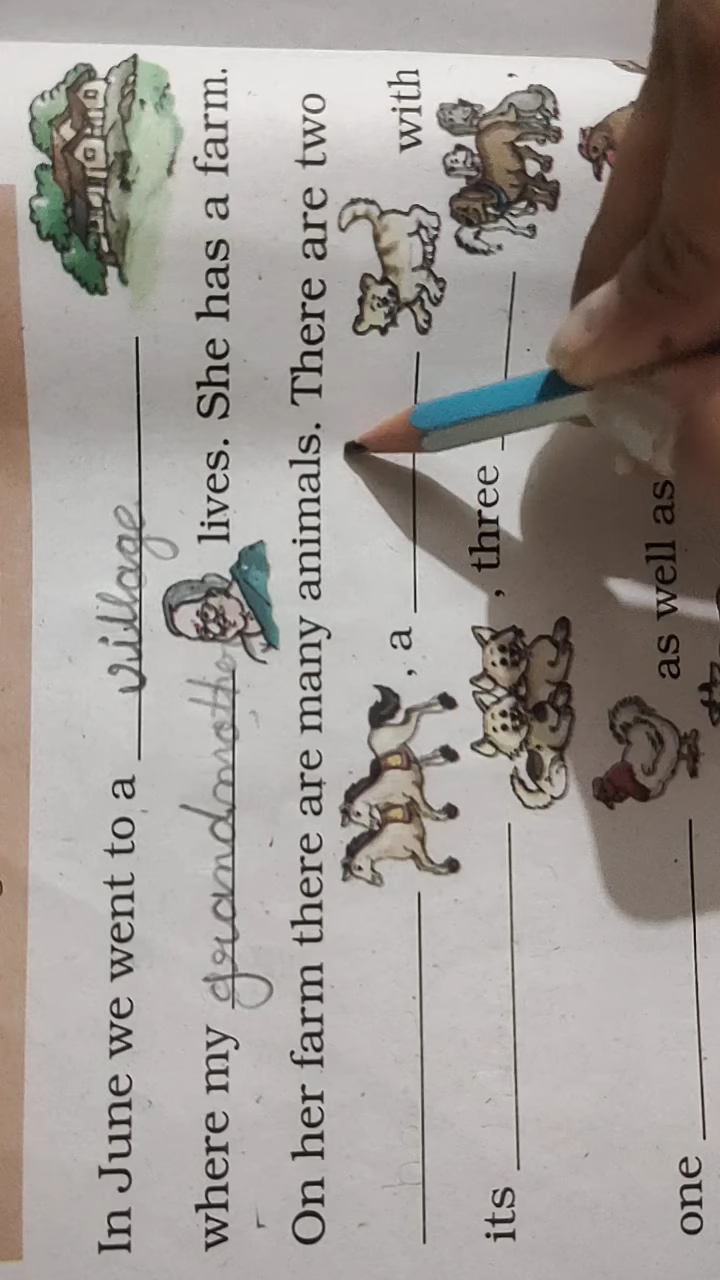 In June we went to a village
where my grandmothe lives. She has a farm.
On her farm there are many animals. There are two
, a with
its , three ,
one as well as